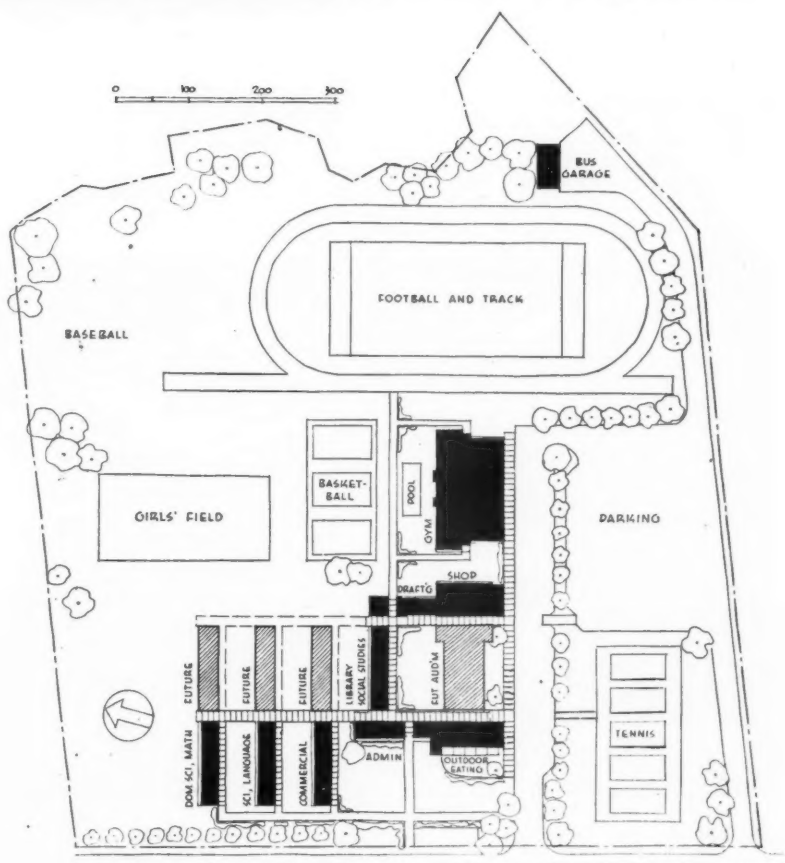 0 100 200 300
BUS
GARAGE
FOOTBALL AND TRACK
BASEBALL
BASKET-
BALL
POOL
GYM
GIRLS' FIELD
PARKING
SHOP
DRAFT'G
FUTURE
FUTURE
FUTURE
LIBRARY
SOCIAL STUDIES
FUT AUD'M
TENNIS
DOM SCI, MATH
SCI, LANGUAGE
COMMERCIAL
ADMIN
OUTDOOR
EATING